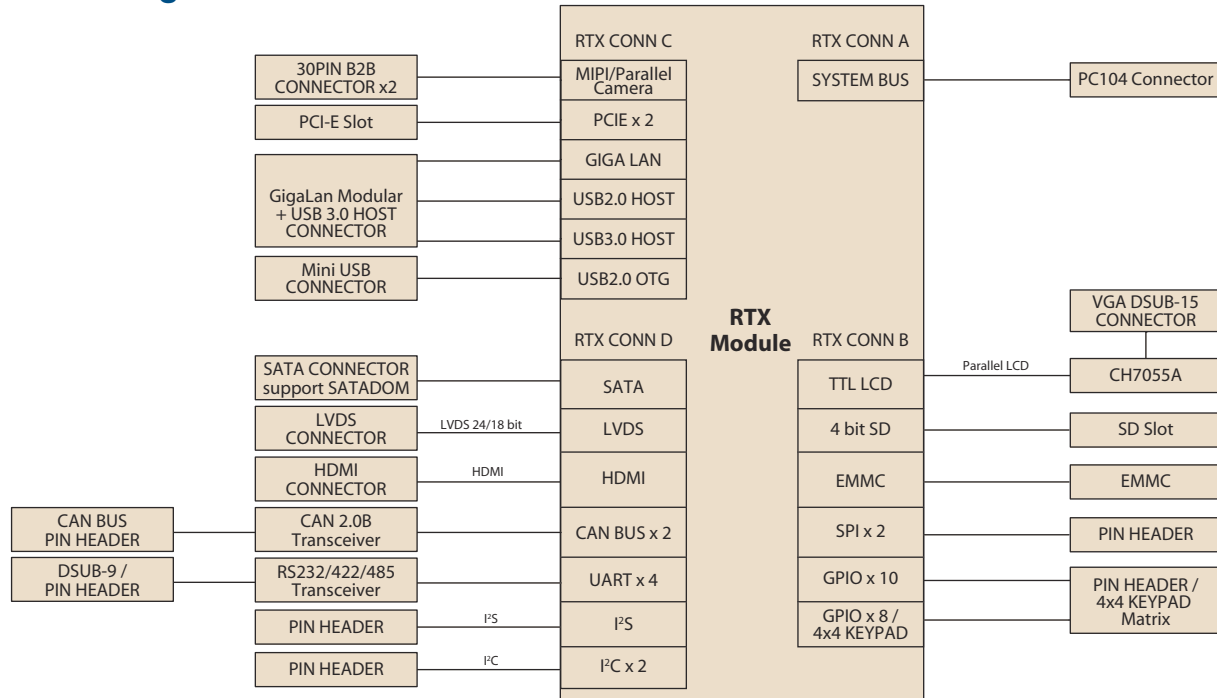 RTX CONN C
RTX CONN A
30PIN B2B
CONNECTOR x2
MIPI/Parallel
Camera
SYSTEM BUS
PC104 Connector
PCI-E Slot
PCIE x 2
GigaLan Modular
+ USB 3.0 HOST
CONNECTOR
GIGA LAN
USB2.0 HOST
USB3.0 HOST
Mini USB
CONNECTOR
USB2.0 OTG
RTX
Module
VGA DSUB-15
CONNECTOR
RTX CONN D
RTX CONN B
SATA CONNECTOR
support SATADOM
SATA
TTL LCD
Parallel LCD
CH7055A
LVDS
CONNECTOR
LVDS 24/18 bit
LVDS
4 bit SD
SD Slot
HDMI
CONNECTOR
HDMI
HDMI
EMMC
EMMC
CAN BUS
PIN HEADER
CAN 2.0B
Transceiver
CAN BUS x 2
SPI x 2
PIN HEADER
DSUB-9 /
PIN HEADER
RS232/422/485
Transceiver
UART x 4
GPIO x 10
PIN HEADER /
4x4 KEYPAD
Matrix
PIN HEADER
I²S
I²S
GPIO x 8 /
4x4 KEYPAD
PIN HEADER
I²C
I²C x 2